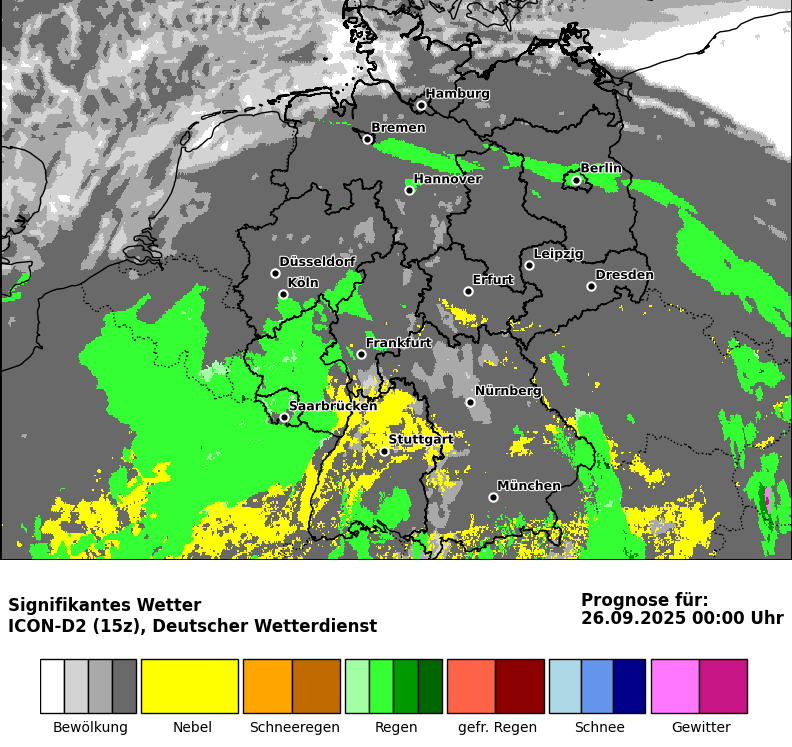 Hamburg
Bremen
Berlin
Hannover
Leipzig
Düsseldorf
Dresden
Köln
Erfurt
Frankfurt
Nürnberg
Saarbrücken
Stuttgart
München
Signifikantes Wetter
ICON-D2 (15z), Deutscher Wetterdienst
Prognose für:
26.09.2025 00:00 Uhr
Bewölkung Nebel Schneeregen Regen gefr. Regen Schnee Gewitter